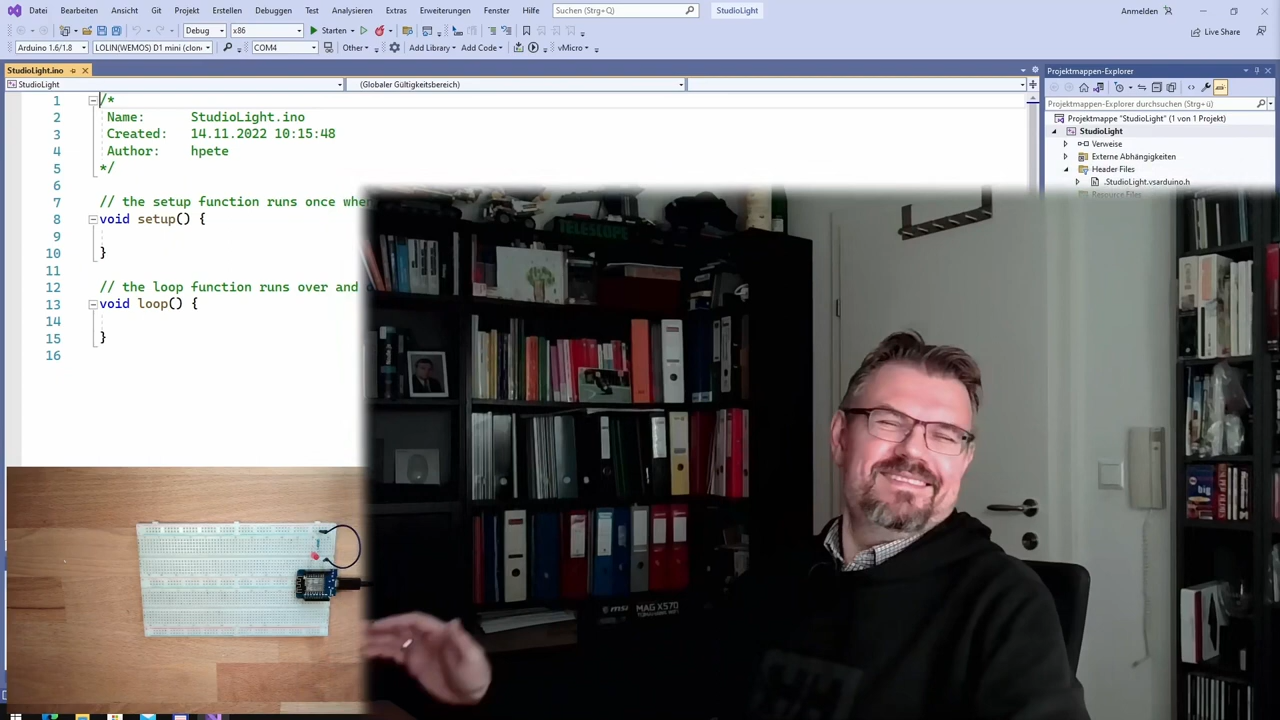 Datei Bearbeiten Ansicht Git Projekt Erstellen Debuggen Test Analysieren Extras Erweiterungen Fenster Hilfe Suchen (Strg+Q) StudioLight Anmelden
Debug x86 Starten Live Share
Arduino 1.6/1.8 LOLIN(WEMOS) D1 mini (clone COM4 Other Add Library Add Code vMicro
StudioLight.ino Projektmappen-Explorer
StudioLight (Globaler Gültigkeitsbereich)
Projektmappen-Explorer durchsuchen (Strg+ü)
Projektmappe "StudioLight" (1 von 1 Projekt)
StudioLight
Verweise
Externe Abhängigkeiten
Header Files
.StudioLight.vsarduino.h
Resource Files
1 /*
2 Name: StudioLight.ino
3 Created: 14.11.2022 10:15:48
4 Author: hpete
5 */
6
7 // the setup function runs once when
8 void setup() {
9
10 }
11
12 // the loop function runs over and
13 void loop() {
14
15 }
16
TELESCOPE
msi MAG X570
big